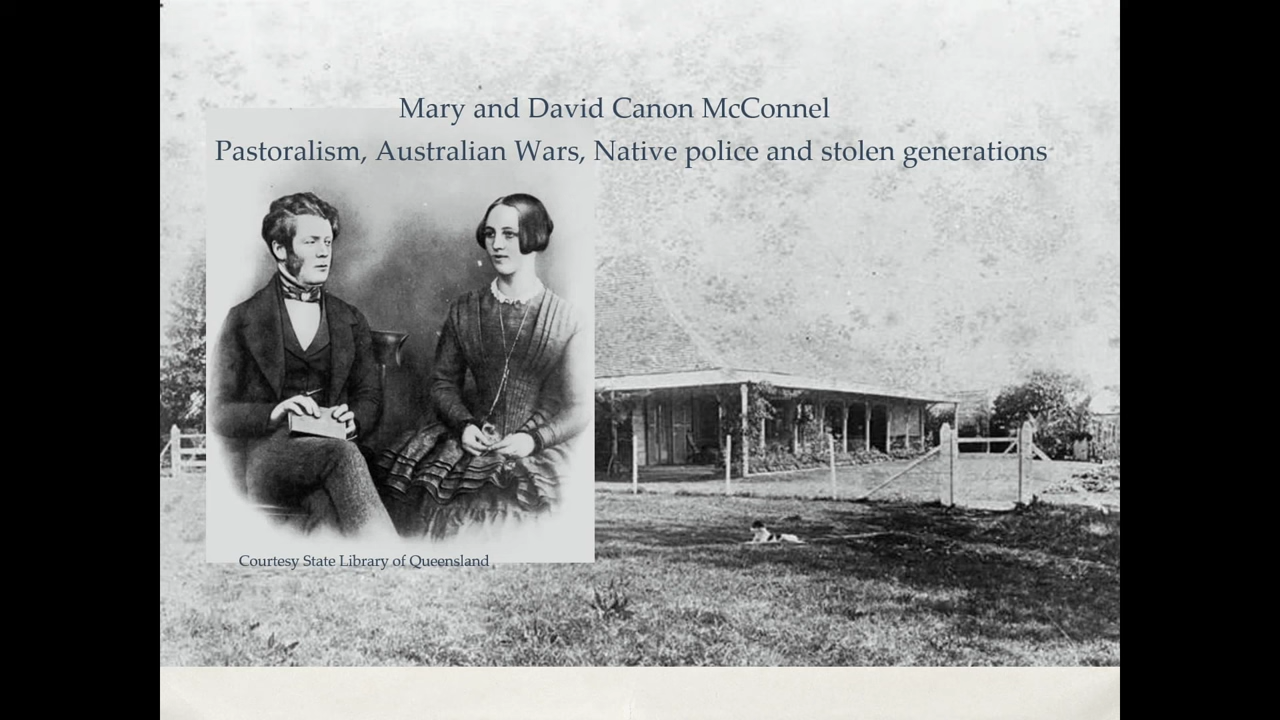 Mary and David Canon McConnel
Pastoralism, Australian Wars, Native police and stolen generations
Courtesy State Library of Queensland